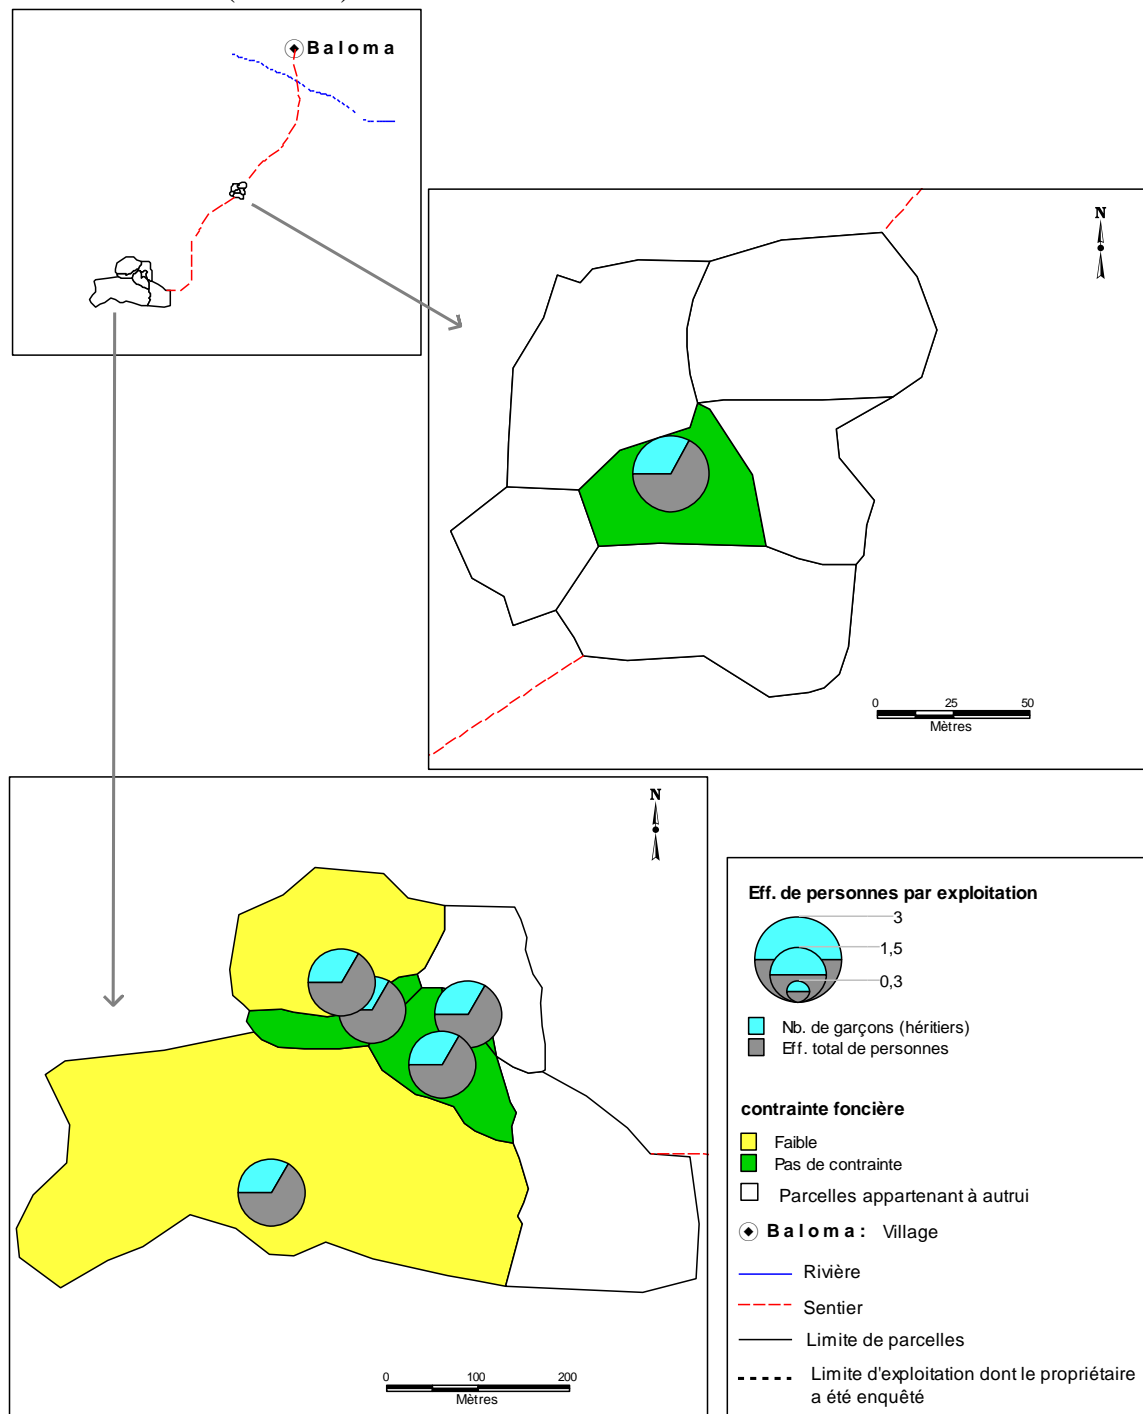 Baloma
N
0 25 50
Mètres
N
0 100 200
Mètres
Eff. de personnes par exploitation
3
1,5
0,3
Nb. de garçons (héritiers)
Eff. total de personnes
contrainte foncière
Faible
Pas de contrainte
Parcelles appartenant à autrui
Baloma: Village
Rivière
Sentier
Limite de parcelles
Limite d'exploitation dont le propriétaire
a été enquêté